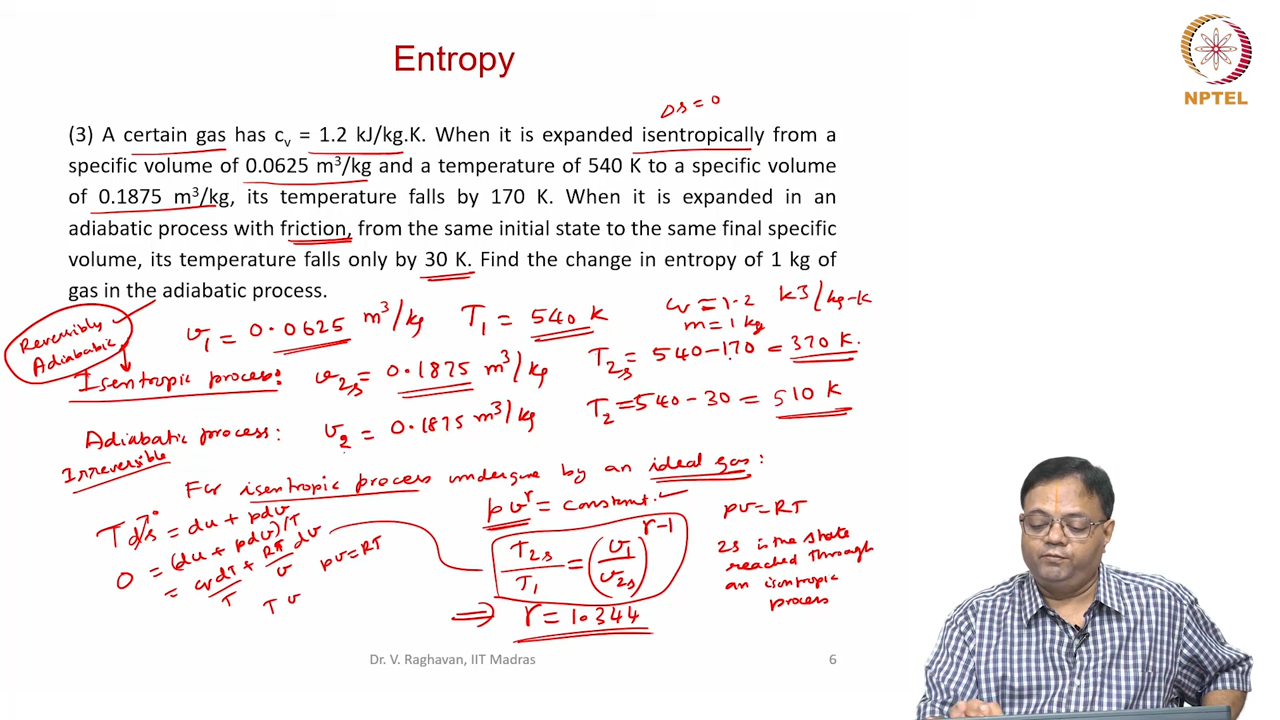 Entropy
NPTEL
Δs = 0
(3) A certain gas has cv = 1.2 kJ/kg.K. When it is expanded isentropically from a
specific volume of 0.0625 m³/kg and a temperature of 540 K to a specific volume
of 0.1875 m³/kg, its temperature falls by 170 K. When it is expanded in an
adiabatic process with friction, from the same initial state to the same final specific
volume, its temperature falls only by 30 K. Find the change in entropy of 1 kg of
gas in the adiabatic process.
Reversibly
Adiabatic
v1 = 0.0625 m³/kg T1 = 540 K cv = 1.2 kJ/kg-K
m = 1 kg
Isentropic process: v2s = 0.1875 m³/kg T2s = 540-170 = 370 K.
Adiabatic process: v2 = 0.1875 m³/kg T2 = 540-30 = 510 K
Irreversible
For isentropic process undergone by an ideal gas:
Tds = du + pdv
0
0 = (du + pdv)/T
= cv dT/T + RT/v dv
T v
pv = RT
pv^γ = constant.
T2s/T1 = (v1/v2s)^γ-1
⇒ γ = 1.344
pv = RT
2s is the state
reached through
an isentropic
process
Dr. V. Raghavan, IIT Madras
6